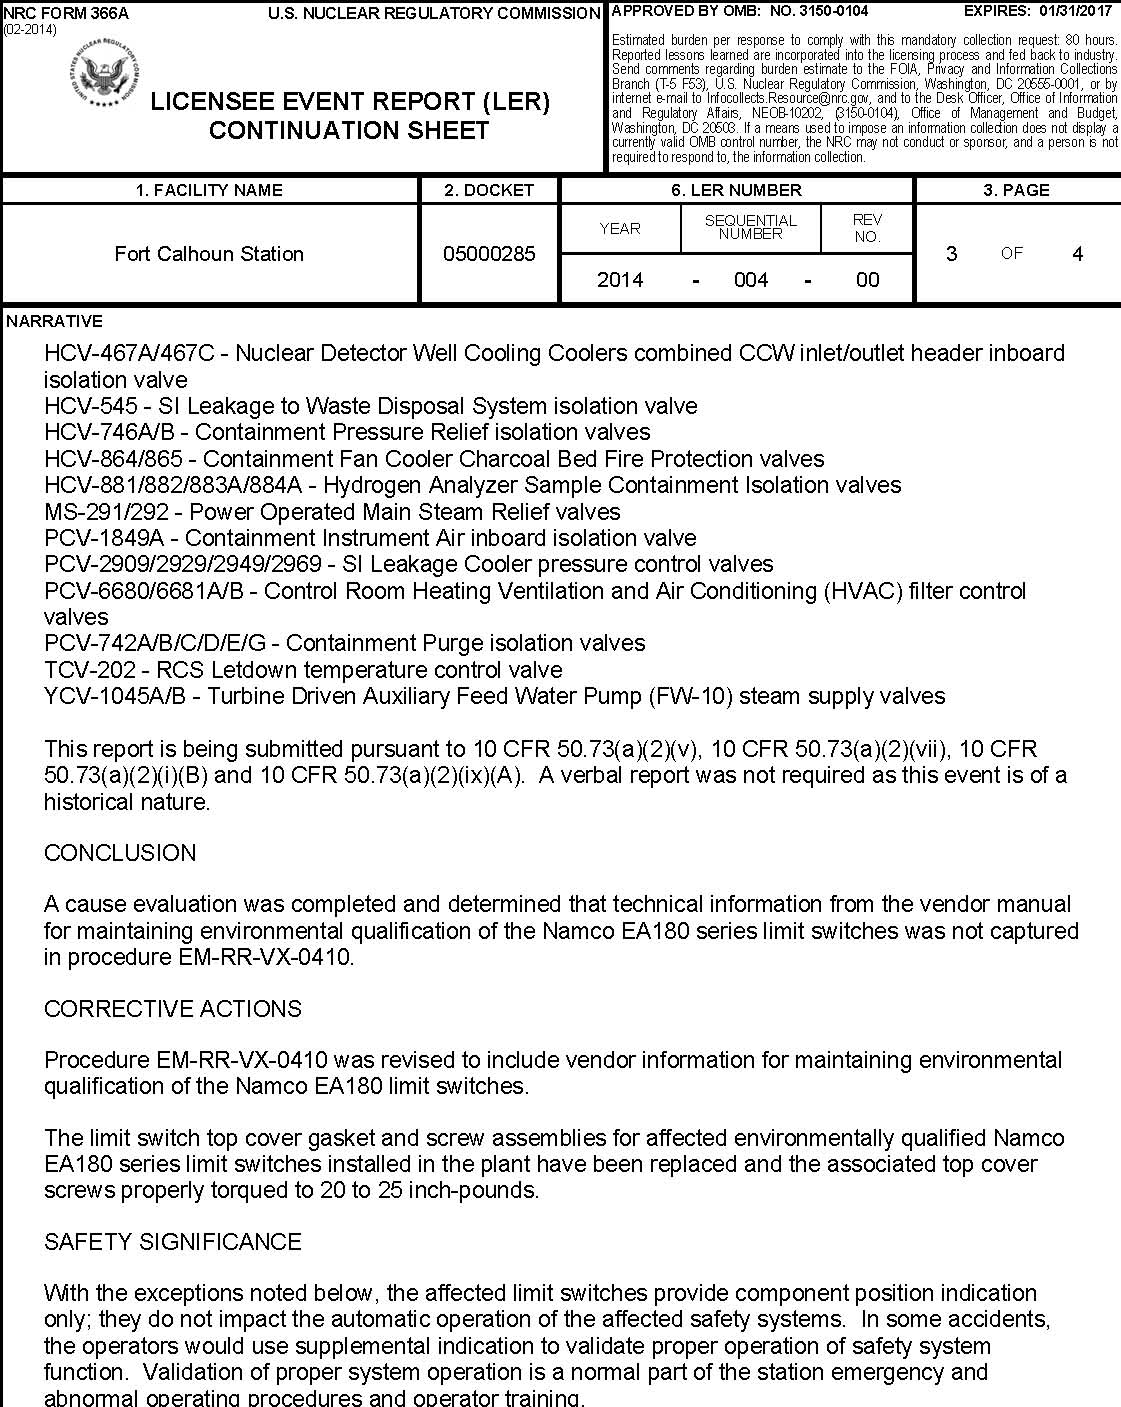 NRC FORM 366A
(02-2014)
U.S. NUCLEAR REGULATORY COMMISSION
LICENSEE EVENT REPORT (LER)
CONTINUATION SHEET
APPROVED BY OMB: NO. 3150-0104 EXPIRES: 01/31/2017
Estimated burden per response to comply with this mandatory collection request: 80 hours.
Reported lessons learned are incorporated into the licensing process and fed back to industry.
Send comments regarding burden estimate to the FOIA, Privacy and Information Collections
Branch (T-5 F53), U.S. Nuclear Regulatory Commission, Washington, DC 20555-0001, or by
internet e-mail to Infocollects.Resource@nrc.gov, and to the Desk Officer, Office of Information
and Regulatory Affairs, NEOB-10202, (3150-0104), Office of Management and Budget,
Washington, DC 20503. If a means used to impose an information collection does not display a
currently valid OMB control number, the NRC may not conduct or sponsor, and a person is not
required to respond to, the information collection.
1. FACILITY NAME 2. DOCKET 6. LER NUMBER 3. PAGE
Fort Calhoun Station
05000285
YEAR SEQUENTIAL NUMBER REV NO.
2014 - 004 - 00
3 OF 4
NARRATIVE
HCV-467A/467C - Nuclear Detector Well Cooling Coolers combined CCW inlet/outlet header inboard
isolation valve
HCV-545 - SI Leakage to Waste Disposal System isolation valve
HCV-746A/B - Containment Pressure Relief isolation valves
HCV-864/865 - Containment Fan Cooler Charcoal Bed Fire Protection valves
HCV-881/882/883A/884A - Hydrogen Analyzer Sample Containment Isolation valves
MS-291/292 - Power Operated Main Steam Relief valves
PCV-1849A - Containment Instrument Air inboard isolation valve
PCV-2909/2929/2949/2969 - SI Leakage Cooler pressure control valves
PCV-6680/6681A/B - Control Room Heating Ventilation and Air Conditioning (HVAC) filter control
valves
PCV-742A/B/C/D/E/G - Containment Purge isolation valves
TCV-202 - RCS Letdown temperature control valve
YCV-1045A/B - Turbine Driven Auxiliary Feed Water Pump (FW-10) steam supply valves
This report is being submitted pursuant to 10 CFR 50.73(a)(2)(v), 10 CFR 50.73(a)(2)(vii), 10 CFR
50.73(a)(2)(i)(B) and 10 CFR 50.73(a)(2)(ix)(A). A verbal report was not required as this event is of a
historical nature.
CONCLUSION
A cause evaluation was completed and determined that technical information from the vendor manual
for maintaining environmental qualification of the Namco EA180 series limit switches was not captured
in procedure EM-RR-VX-0410.
CORRECTIVE ACTIONS
Procedure EM-RR-VX-0410 was revised to include vendor information for maintaining environmental
qualification of the Namco EA180 limit switches.
The limit switch top cover gasket and screw assemblies for affected environmentally qualified Namco
EA180 series limit switches installed in the plant have been replaced and the associated top cover
screws properly torqued to 20 to 25 inch-pounds.
SAFETY SIGNIFICANCE
With the exceptions noted below, the affected limit switches provide component position indication
only; they do not impact the automatic operation of the affected safety systems. In some accidents,
the operators would use supplemental indication to validate proper operation of safety system
function. Validation of proper system operation is a normal part of the station emergency and
abnormal operating procedures and operator training.